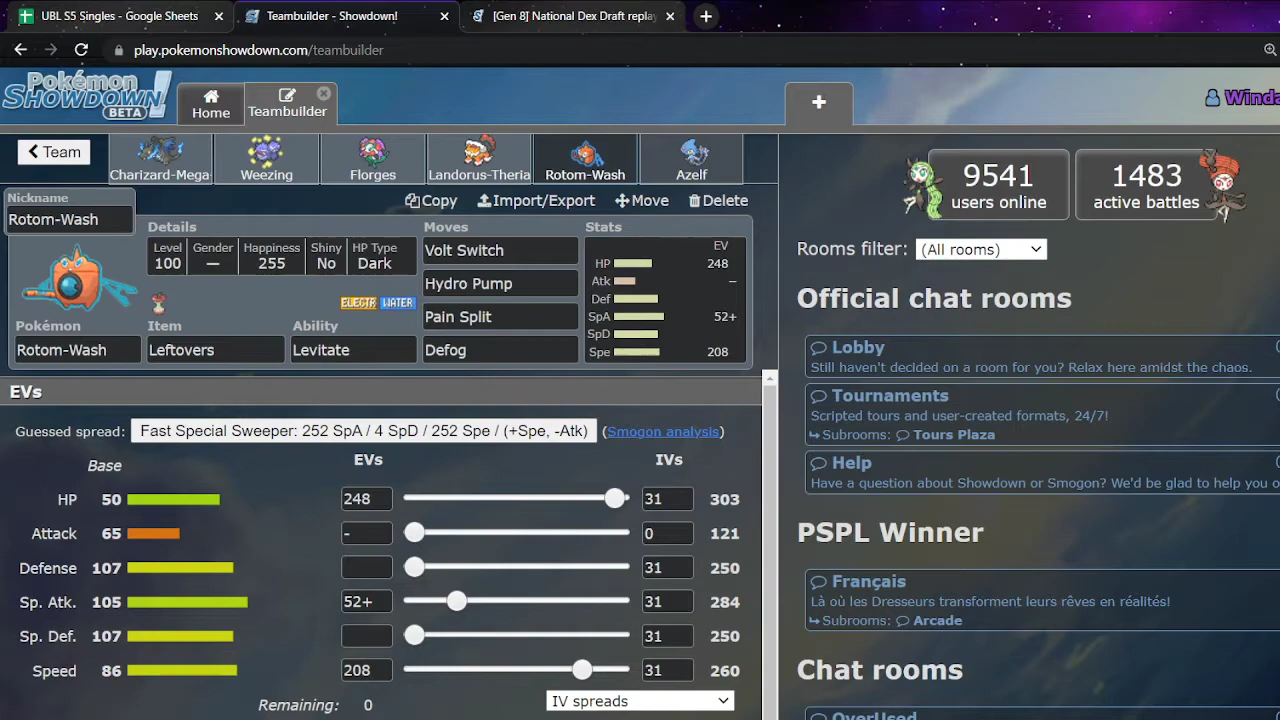 UBL S5 Singles - Google Sheets
Teambuilder - Showdown!
[Gen 8] National Dex Draft replay
play.pokemonshowdown.com/teambuilder
Pokémon
SHOWDOWN!
BETA
Home
Teambuilder
Winda
Team
Charizard-Mega-
Weezing
Florges
Landorus-Theria
Rotom-Wash
Azelf
9541
users online
1483
active battles
Nickname
Rotom-Wash
Copy
Import/Export
Move
Delete
Details
Moves
Stats
Level
100
Gender
—
Happiness
255
Shiny
No
HP Type
Dark
Volt Switch
Hydro Pump
Pain Split
Defog
EV
HP 248
Atk –
Def
SpA 52+
SpD
Spe 208
ELECTR WATER
Pokémon
Rotom-Wash
Item
Leftovers
Ability
Levitate
Rooms filter: (All rooms)
Official chat rooms
Lobby
Still haven't decided on a room for you? Relax here amidst the chaos.
Tournaments
Scripted tours and user-created formats, 24/7!
Subrooms: Tours Plaza
Help
Have a question about Showdown or Smogon? We'd be glad to help you o
PSPL Winner
Français
Là où les Dresseurs transforment leurs rêves en réalités!
Subrooms: Arcade
Chat rooms
OverUsed
EVs
Guessed spread: Fast Special Sweeper: 252 SpA / 4 SpD / 252 Spe / (+Spe, -Atk) (Smogon analysis)
Base EVs IVs
HP 50 248 31 303
Attack 65 - 0 121
Defense 107 31 250
Sp. Atk. 105 52+ 31 284
Sp. Def. 107 31 250
Speed 86 208 31 260
Remaining: 0
IV spreads